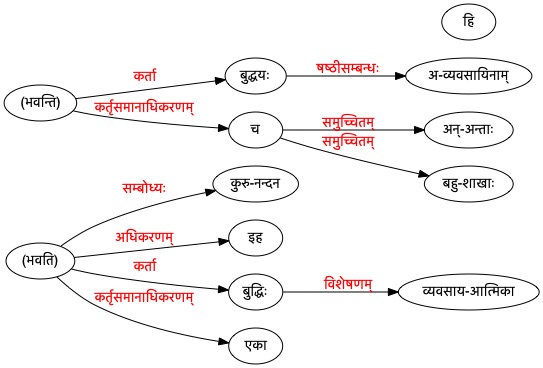 हि
(भवन्ति)
कर्ता
बुद्धयः
षष्ठीसम्बन्धः
अ-व्यवसायिनाम्
कर्तृसमानाधिकरणम्
च
समुच्चितम्
अन्-अन्ताः
समुच्चितम्
बहु-शाखाः
(भवति)
सम्बोध्यः
कुरु-नन्दन
अधिकरणम्
इह
कर्ता
बुद्धिः
विशेषणम्
व्यवसाय-आत्मिका
कर्तृसमानाधिकरणम्
एका